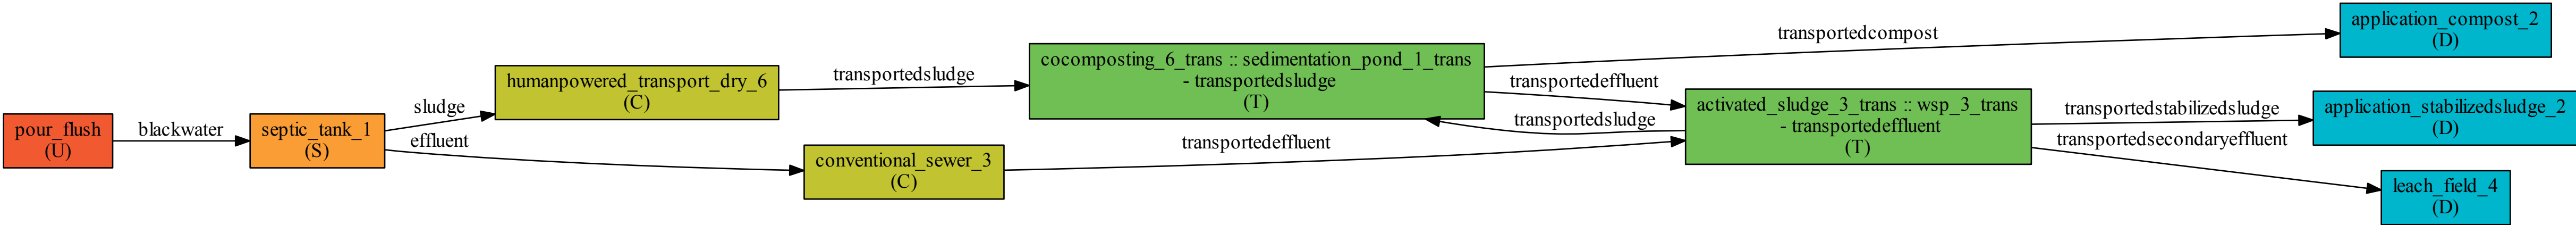 pour_flush
(U)
blackwater
septic_tank_1
(S)
sludge
effluent
humanpowered_transport_dry_6
(C)
conventional_sewer_3
(C)
transportedsludge
transportedeffluent
cocomposting_6_trans :: sedimentation_pond_1_trans
- transportedsludge
(T)
transportedcompost
transportedeffluent
transportedsludge
activated_sludge_3_trans :: wsp_3_trans
- transportedeffluent
(T)
transportedstabilizedsludge
transportedsecondaryeffluent
application_compost_2
(D)
application_stabilizedsludge_2
(D)
leach_field_4
(D)